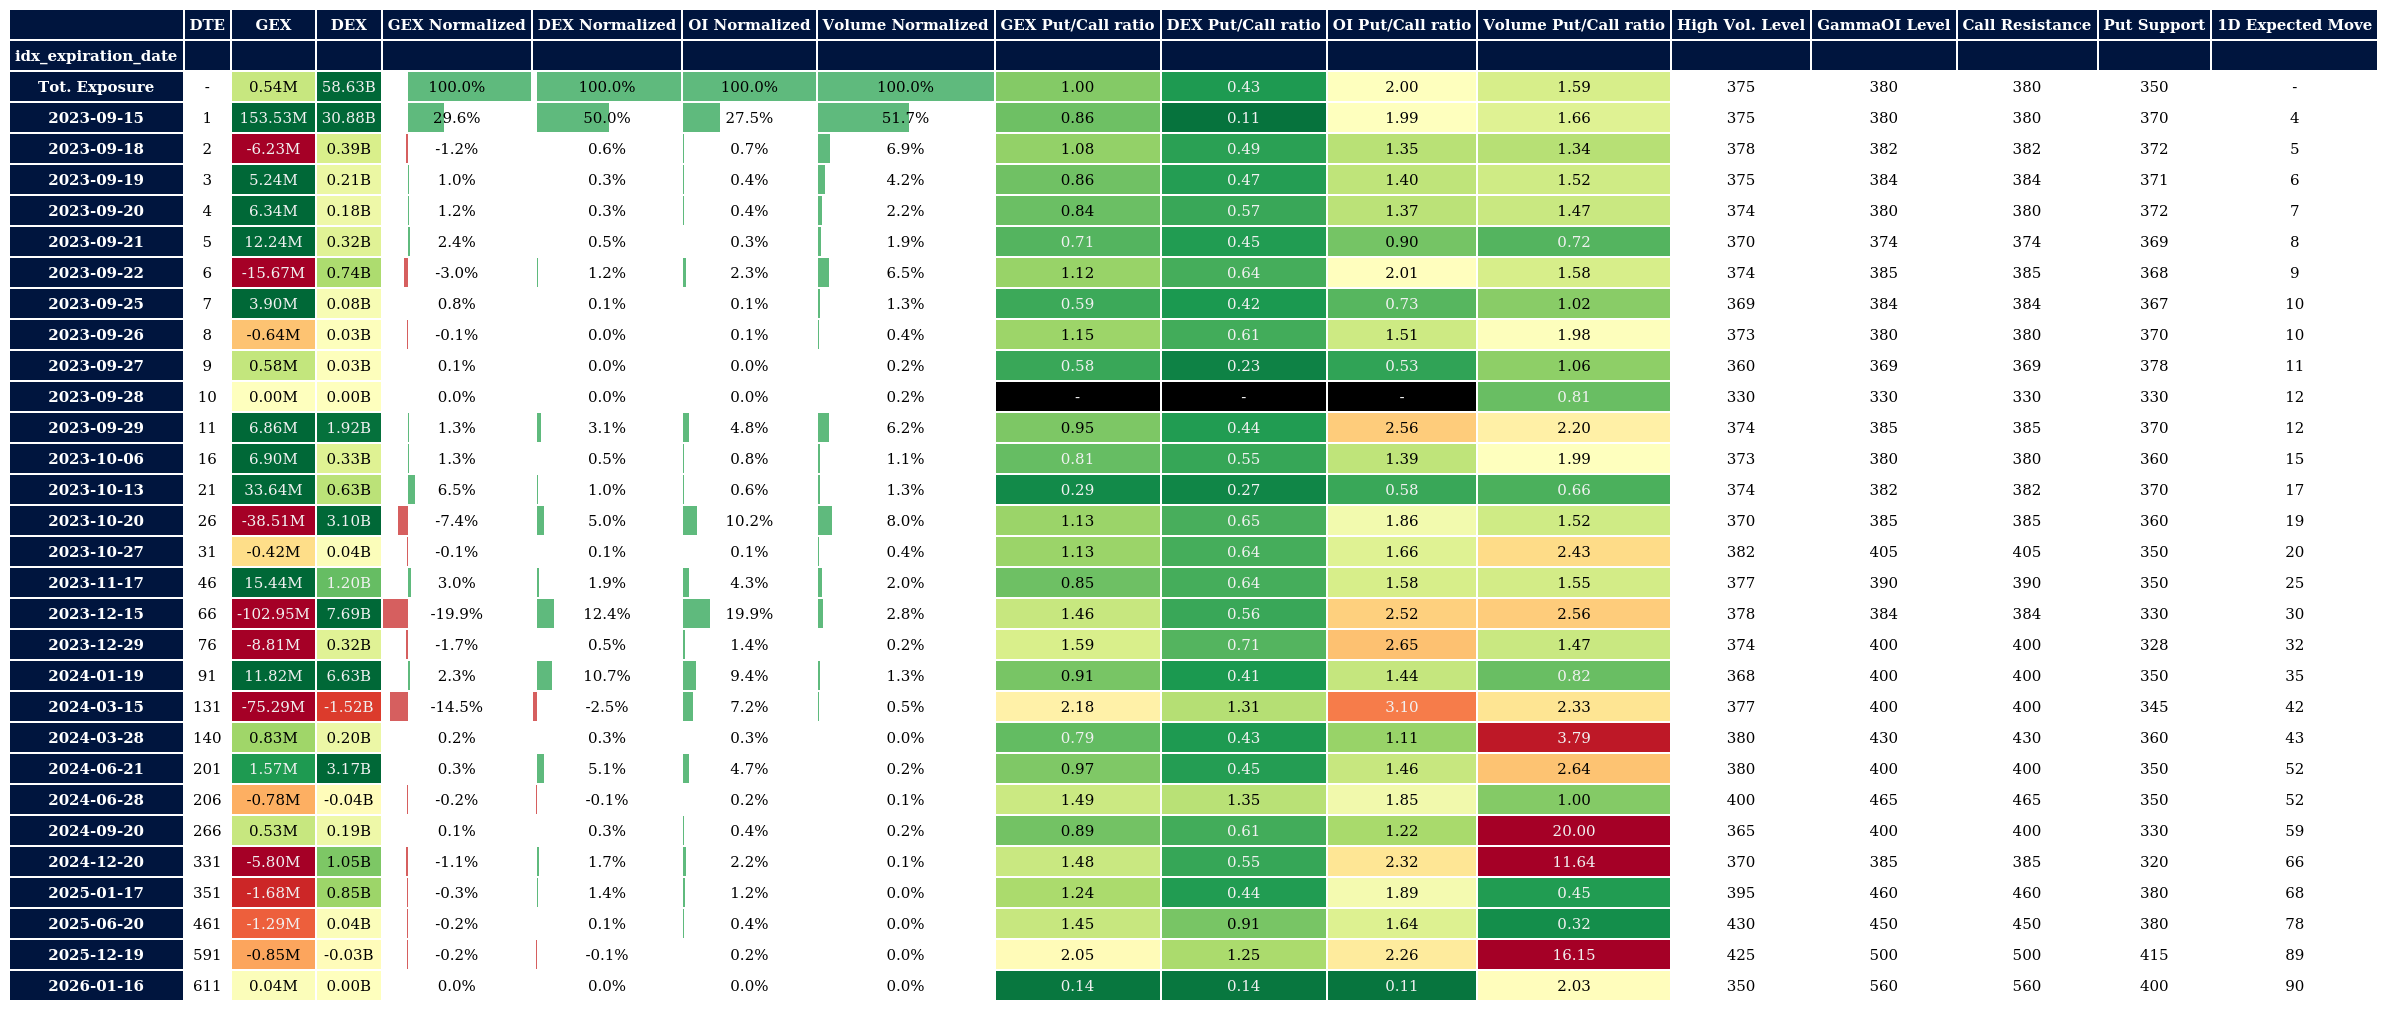 DTE GEX DEX GEX Normalized DEX Normalized OI Normalized Volume Normalized GEX Put/Call ratio DEX Put/Call ratio OI Put/Call ratio Volume Put/Call ratio High Vol. Level GammaOI Level Call Resistance Put Support 1D Expected Move
idx_expiration_date
Tot. Exposure - 0.54M 58.63B 100.0% 100.0% 100.0% 100.0% 1.00 0.43 2.00 1.59 375 380 380 350 -
2023-09-15 1 153.53M 30.88B 29.6% 50.0% 27.5% 51.7% 0.86 0.11 1.99 1.66 375 380 380 370 4
2023-09-18 2 -6.23M 0.39B -1.2% 0.6% 0.7% 6.9% 1.08 0.49 1.35 1.34 378 382 382 372 5
2023-09-19 3 5.24M 0.21B 1.0% 0.3% 0.4% 4.2% 0.86 0.47 1.40 1.52 375 384 384 371 6
2023-09-20 4 6.34M 0.18B 1.2% 0.3% 0.4% 2.2% 0.84 0.57 1.37 1.47 374 380 380 372 7
2023-09-21 5 12.24M 0.32B 2.4% 0.5% 0.3% 1.9% 0.71 0.45 0.90 0.72 370 374 374 369 8
2023-09-22 6 -15.67M 0.74B -3.0% 1.2% 2.3% 6.5% 1.12 0.64 2.01 1.58 374 385 385 368 9
2023-09-25 7 3.90M 0.08B 0.8% 0.1% 0.1% 1.3% 0.59 0.42 0.73 1.02 369 384 384 367 10
2023-09-26 8 -0.64M 0.03B -0.1% 0.0% 0.1% 0.4% 1.15 0.61 1.51 1.98 373 380 380 370 10
2023-09-27 9 0.58M 0.03B 0.1% 0.0% 0.0% 0.2% 0.58 0.23 0.53 1.06 360 369 369 378 11
2023-09-28 10 0.00M 0.00B 0.0% 0.0% 0.0% 0.2% - - - 0.81 330 330 330 330 12
2023-09-29 11 6.86M 1.92B 1.3% 3.1% 4.8% 6.2% 0.95 0.44 2.56 2.20 374 385 385 370 12
2023-10-06 16 6.90M 0.33B 1.3% 0.5% 0.8% 1.1% 0.81 0.55 1.39 1.99 373 380 380 360 15
2023-10-13 21 33.64M 0.63B 6.5% 1.0% 0.6% 1.3% 0.29 0.27 0.58 0.66 374 382 382 370 17
2023-10-20 26 -38.51M 3.10B -7.4% 5.0% 10.2% 8.0% 1.13 0.65 1.86 1.52 370 385 385 360 19
2023-10-27 31 -0.42M 0.04B -0.1% 0.1% 0.1% 0.4% 1.13 0.64 1.66 2.43 382 405 405 350 20
2023-11-17 46 15.44M 1.20B 3.0% 1.9% 4.3% 2.0% 0.85 0.64 1.58 1.55 377 390 390 350 25
2023-12-15 66 -102.95M 7.69B -19.9% 12.4% 19.9% 2.8% 1.46 0.56 2.52 2.56 378 384 384 330 30
2023-12-29 76 -8.81M 0.32B -1.7% 0.5% 1.4% 0.2% 1.59 0.71 2.65 1.47 374 400 400 328 32
2024-01-19 91 11.82M 6.63B 2.3% 10.7% 9.4% 1.3% 0.91 0.41 1.44 0.82 368 400 400 350 35
2024-03-15 131 -75.29M -1.52B -14.5% -2.5% 7.2% 0.5% 2.18 1.31 3.10 2.33 377 400 400 345 42
2024-03-28 140 0.83M 0.20B 0.2% 0.3% 0.3% 0.0% 0.79 0.43 1.11 3.79 380 430 430 360 43
2024-06-21 201 1.57M 3.17B 0.3% 5.1% 4.7% 0.2% 0.97 0.45 1.46 2.64 380 400 400 350 52
2024-06-28 206 -0.78M -0.04B -0.2% -0.1% 0.2% 0.1% 1.49 1.35 1.85 1.00 400 465 465 350 52
2024-09-20 266 0.53M 0.19B 0.1% 0.3% 0.4% 0.2% 0.89 0.61 1.22 20.00 365 400 400 330 59
2024-12-20 331 -5.80M 1.05B -1.1% 1.7% 2.2% 0.1% 1.48 0.55 2.32 11.64 370 385 385 320 66
2025-01-17 351 -1.68M 0.85B -0.3% 1.4% 1.2% 0.0% 1.24 0.44 1.89 0.45 395 460 460 380 68
2025-06-20 461 -1.29M 0.04B -0.2% 0.1% 0.4% 0.0% 1.45 0.91 1.64 0.32 430 450 450 380 78
2025-12-19 591 -0.85M -0.03B -0.2% -0.1% 0.2% 0.0% 2.05 1.25 2.26 16.15 425 500 500 415 89
2026-01-16 611 0.04M 0.00B 0.0% 0.0% 0.0% 0.0% 0.14 0.14 0.11 2.03 350 560 560 400 90